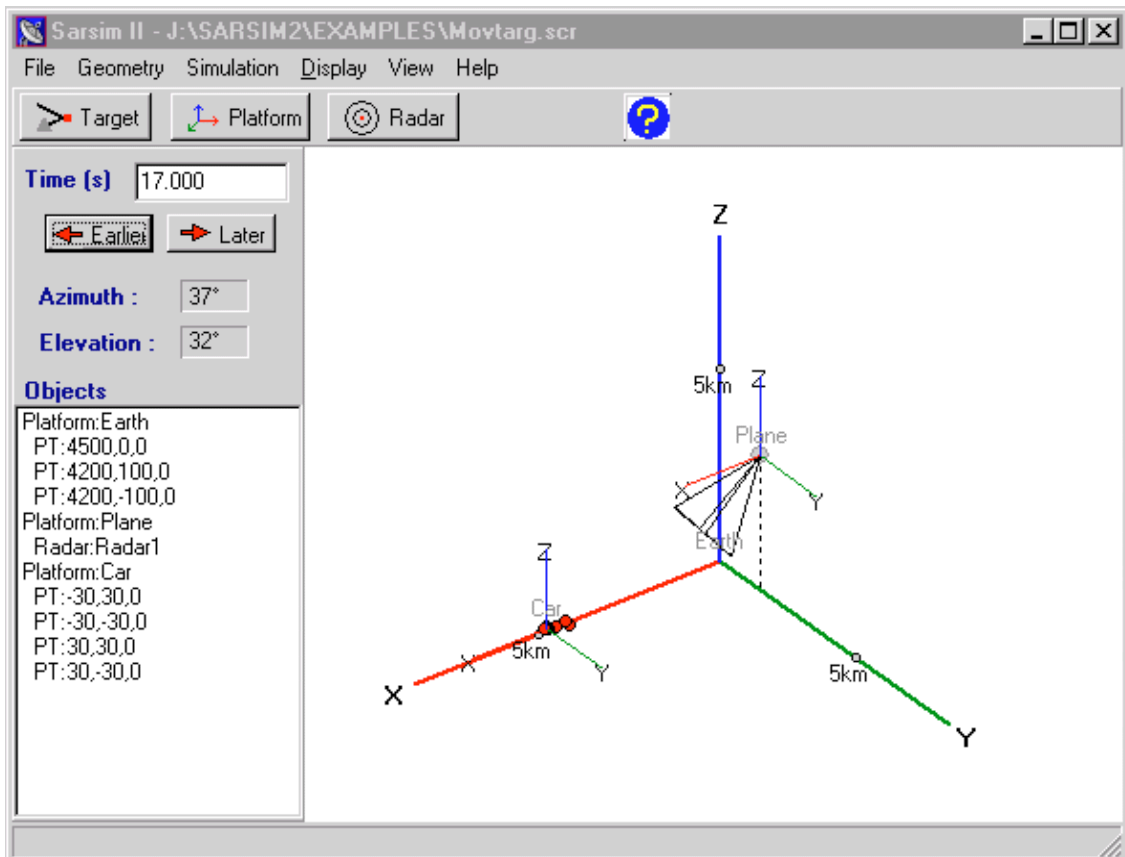 Sarsim II - J:\SARSIM2\EXAMPLES\Movtarg.scr
File Geometry Simulation Display View Help
Target Platform Radar ?
Time (s) 17.000
Earlier Later
Azimuth : 37°
Elevation : 32°
Objects
Platform:Earth
PT:4500,0,0
PT:4200,100,0
PT:4200,-100,0
Platform:Plane
Radar:Radar1
Platform:Car
PT:-30,30,0
PT:-30,-30,0
PT:30,30,0
PT:30,-30,0
Z
5km
Z
Plane
X
Y
Earth
Z
Car
5km
X
Y
X
5km
Y